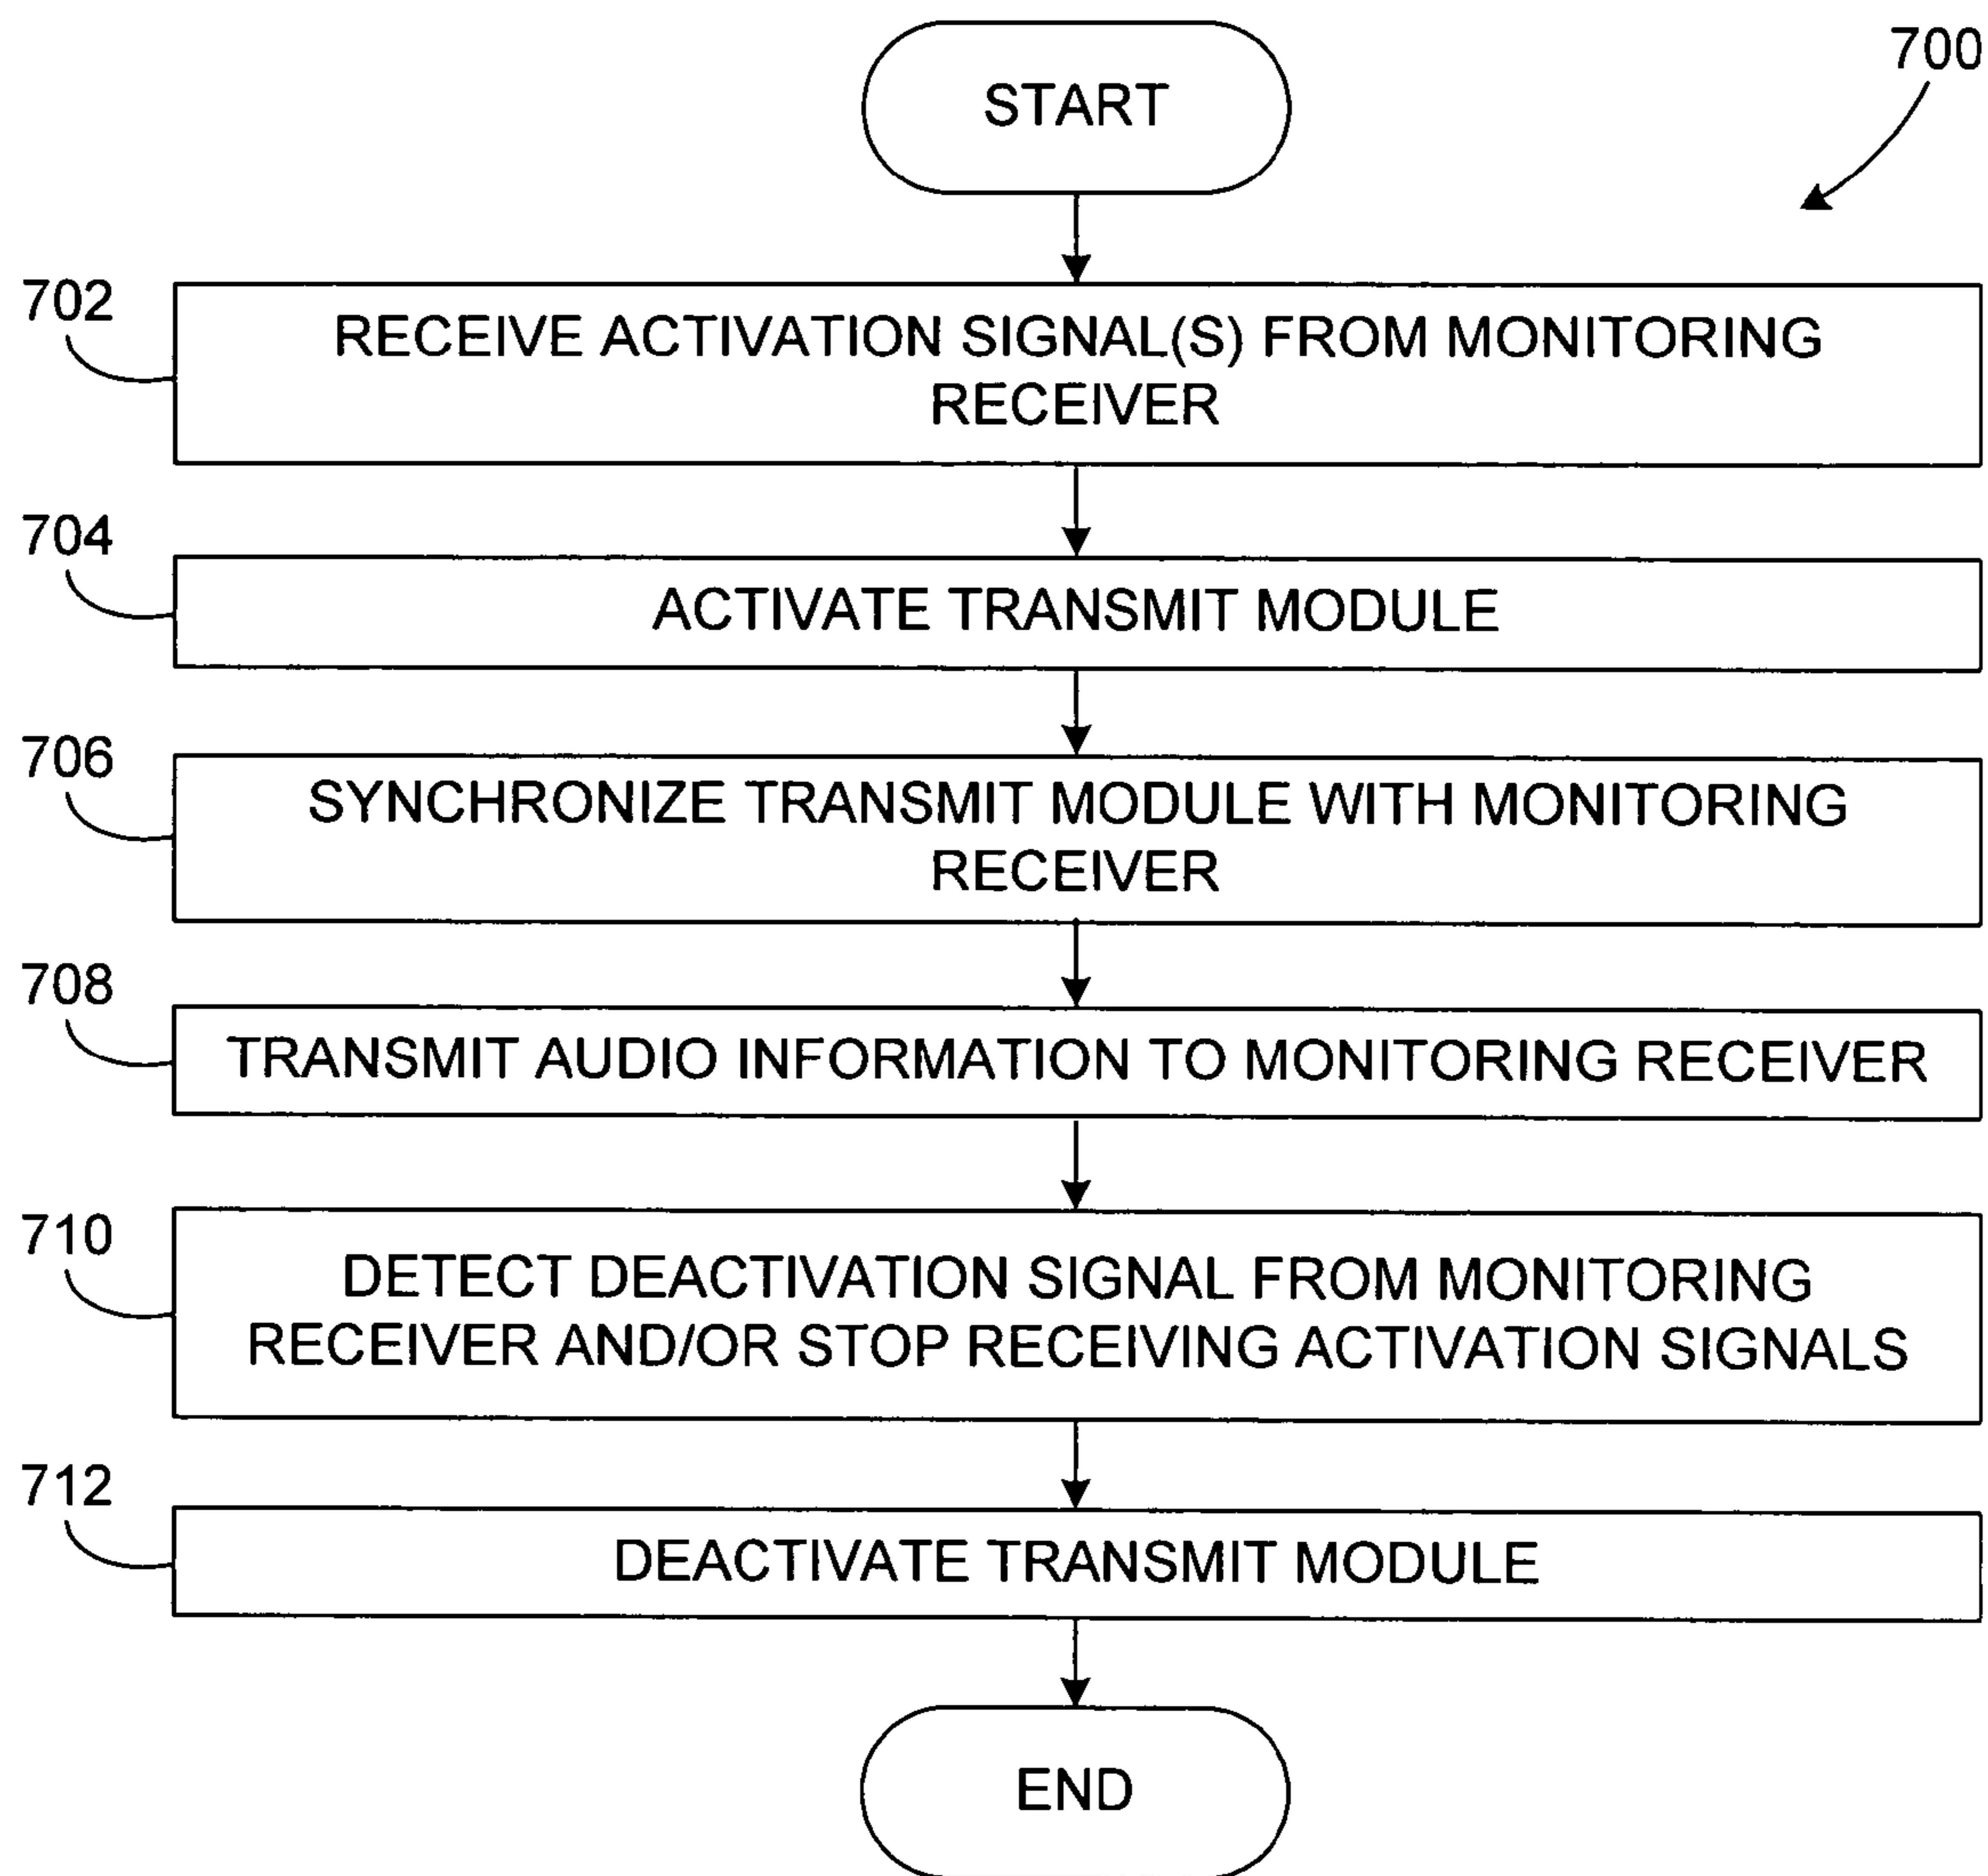 START
700
702
RECEIVE ACTIVATION SIGNAL(S) FROM MONITORING
RECEIVER
704
ACTIVATE TRANSMIT MODULE
706
SYNCHRONIZE TRANSMIT MODULE WITH MONITORING
RECEIVER
708
TRANSMIT AUDIO INFORMATION TO MONITORING RECEIVER
710
DETECT DEACTIVATION SIGNAL FROM MONITORING
RECEIVER AND/OR STOP RECEIVING ACTIVATION SIGNALS
712
DEACTIVATE TRANSMIT MODULE
END